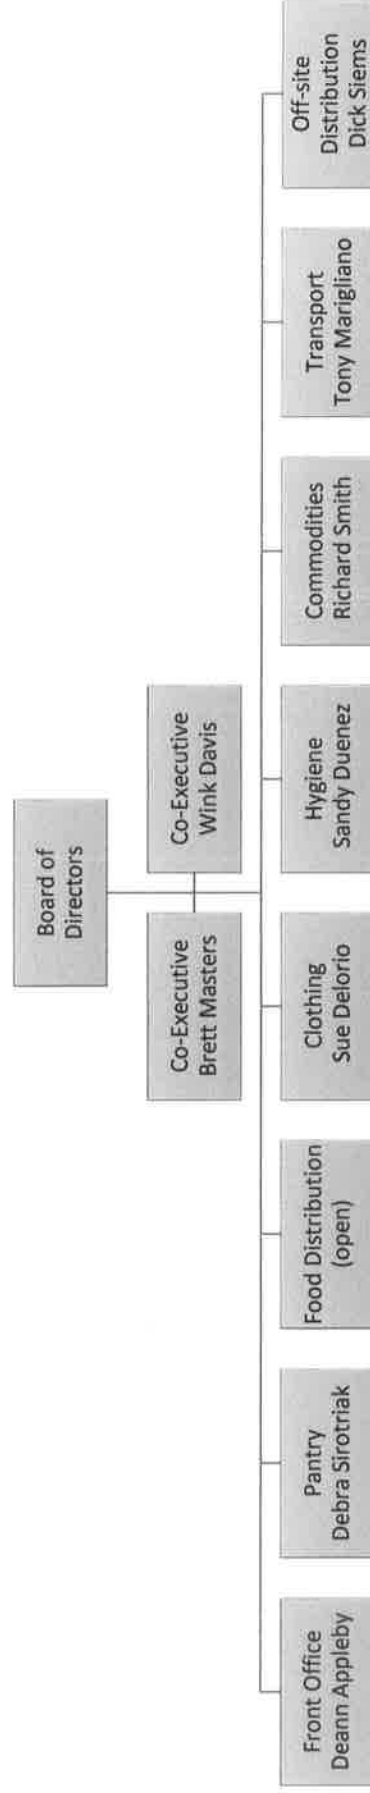 Board of
Directors
Co-Executive
Brett Masters
Co-Executive
Wink Davis
Front Office
Deann Appleby
Pantry
Debra Sirotriak
Food Distribution
(open)
Clothing
Sue Delorio
Hygiene
Sandy Duenez
Commodities
Richard Smith
Transport
Tony Marigliano
Off-site
Distribution
Dick Siems